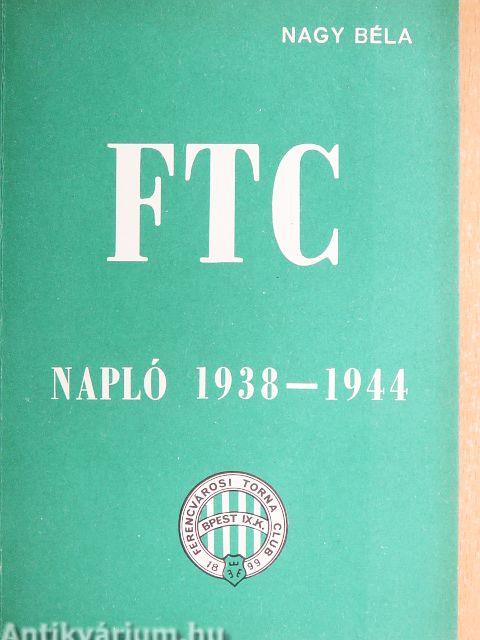 NAGY BÉLA
FTC
NAPLÓ 1938—1944
FERENCVÁROSI TORNA CLUB
BPEST IX.K.
18 99
Antikvárium.hu